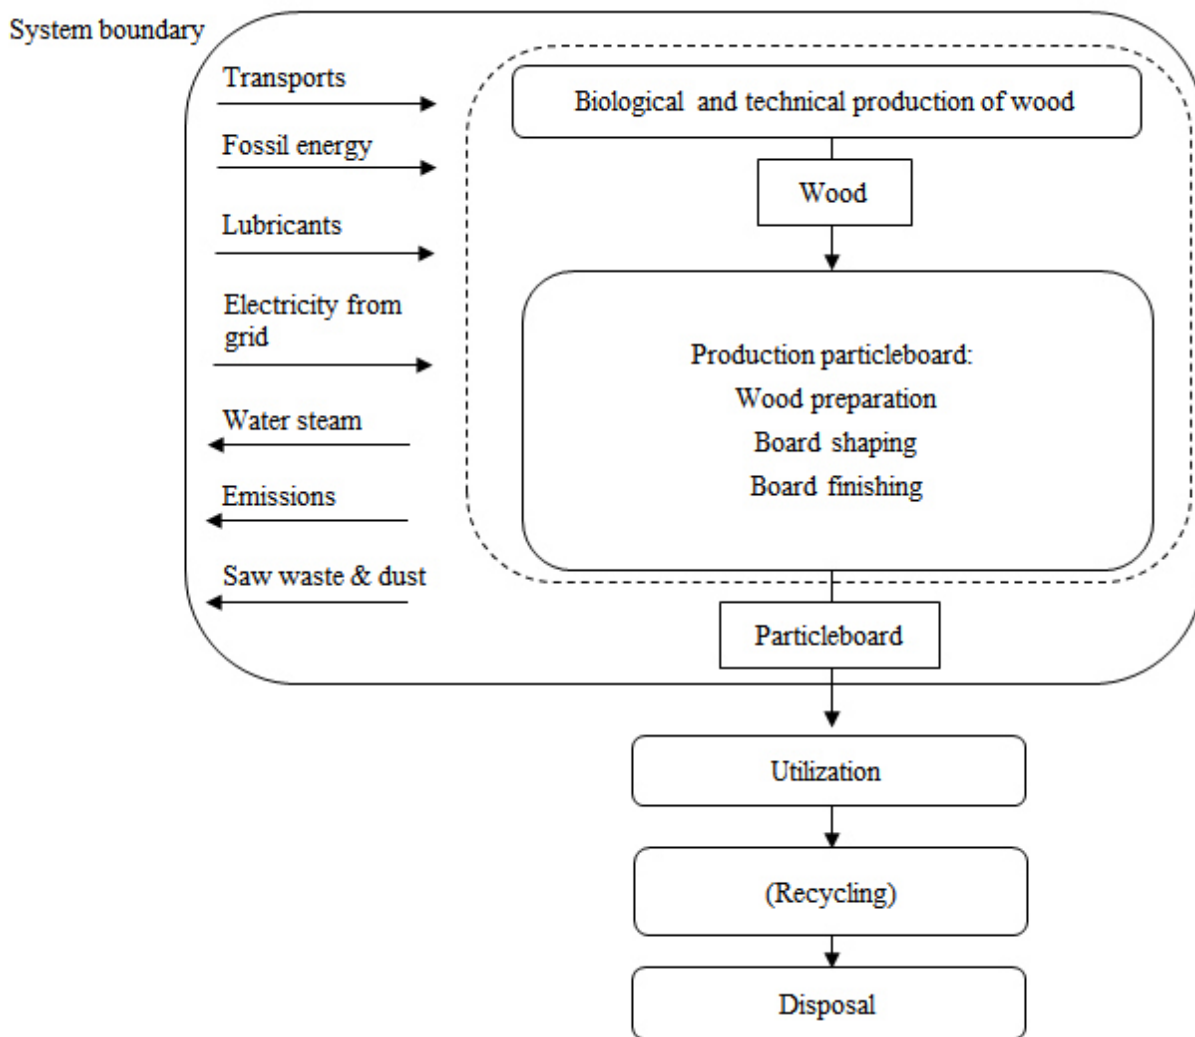 System boundary
Transports
Fossil energy
Lubricants
Electricity from
grid
Water steam
Emissions
Saw waste & dust
Biological and technical production of wood
Wood
Production particleboard:
Wood preparation
Board shaping
Board finishing
Particleboard
Utilization
(Recycling)
Disposal